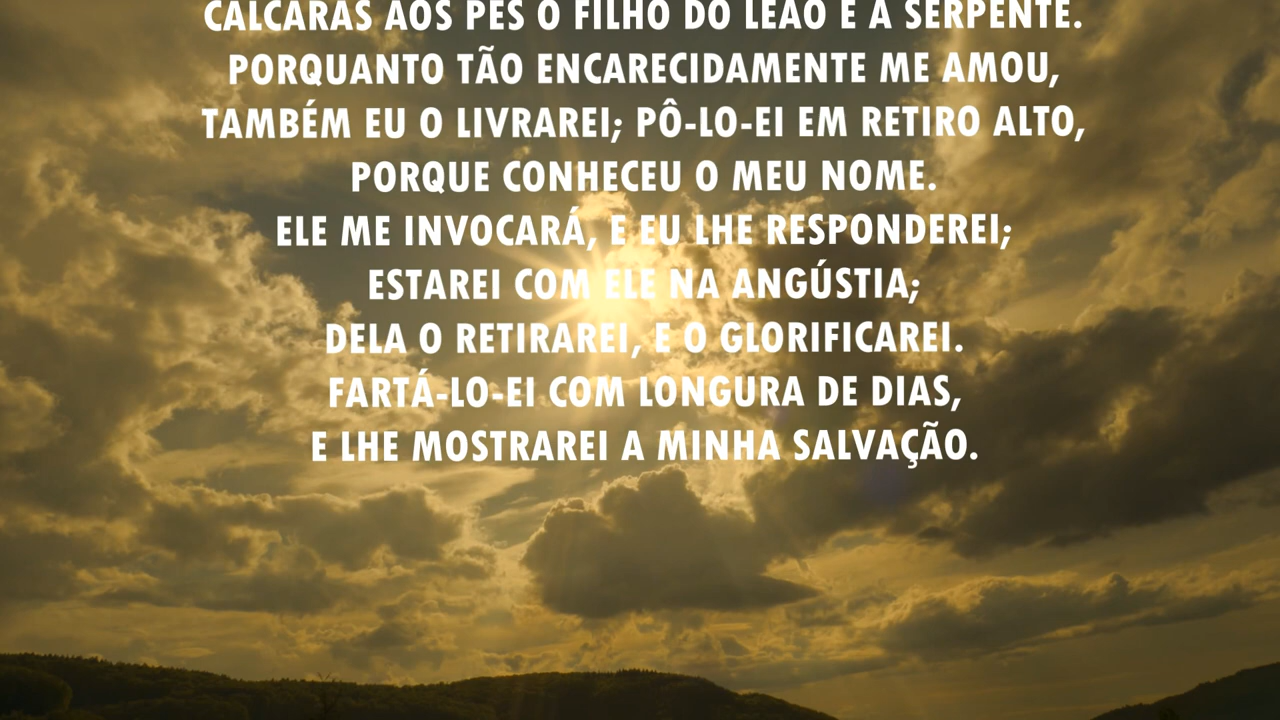 CALCARÁS AOS PÉS O FILHO DO LEÃO E A SERPENTE.
PORQUANTO TÃO ENCARECIDAMENTE ME AMOU,
TAMBÉM EU O LIVRAREI; PÔ-LO-EI EM RETIRO ALTO,
PORQUE CONHECEU O MEU NOME.
ELE ME INVOCARÁ, E EU LHE RESPONDEREI;
ESTAREI COM ELE NA ANGÚSTIA;
DELA O RETIRAREI, E O GLORIFICAREI.
FARTÁ-LO-EI COM LONGURA DE DIAS,
E LHE MOSTRAREI A MINHA SALVAÇÃO.